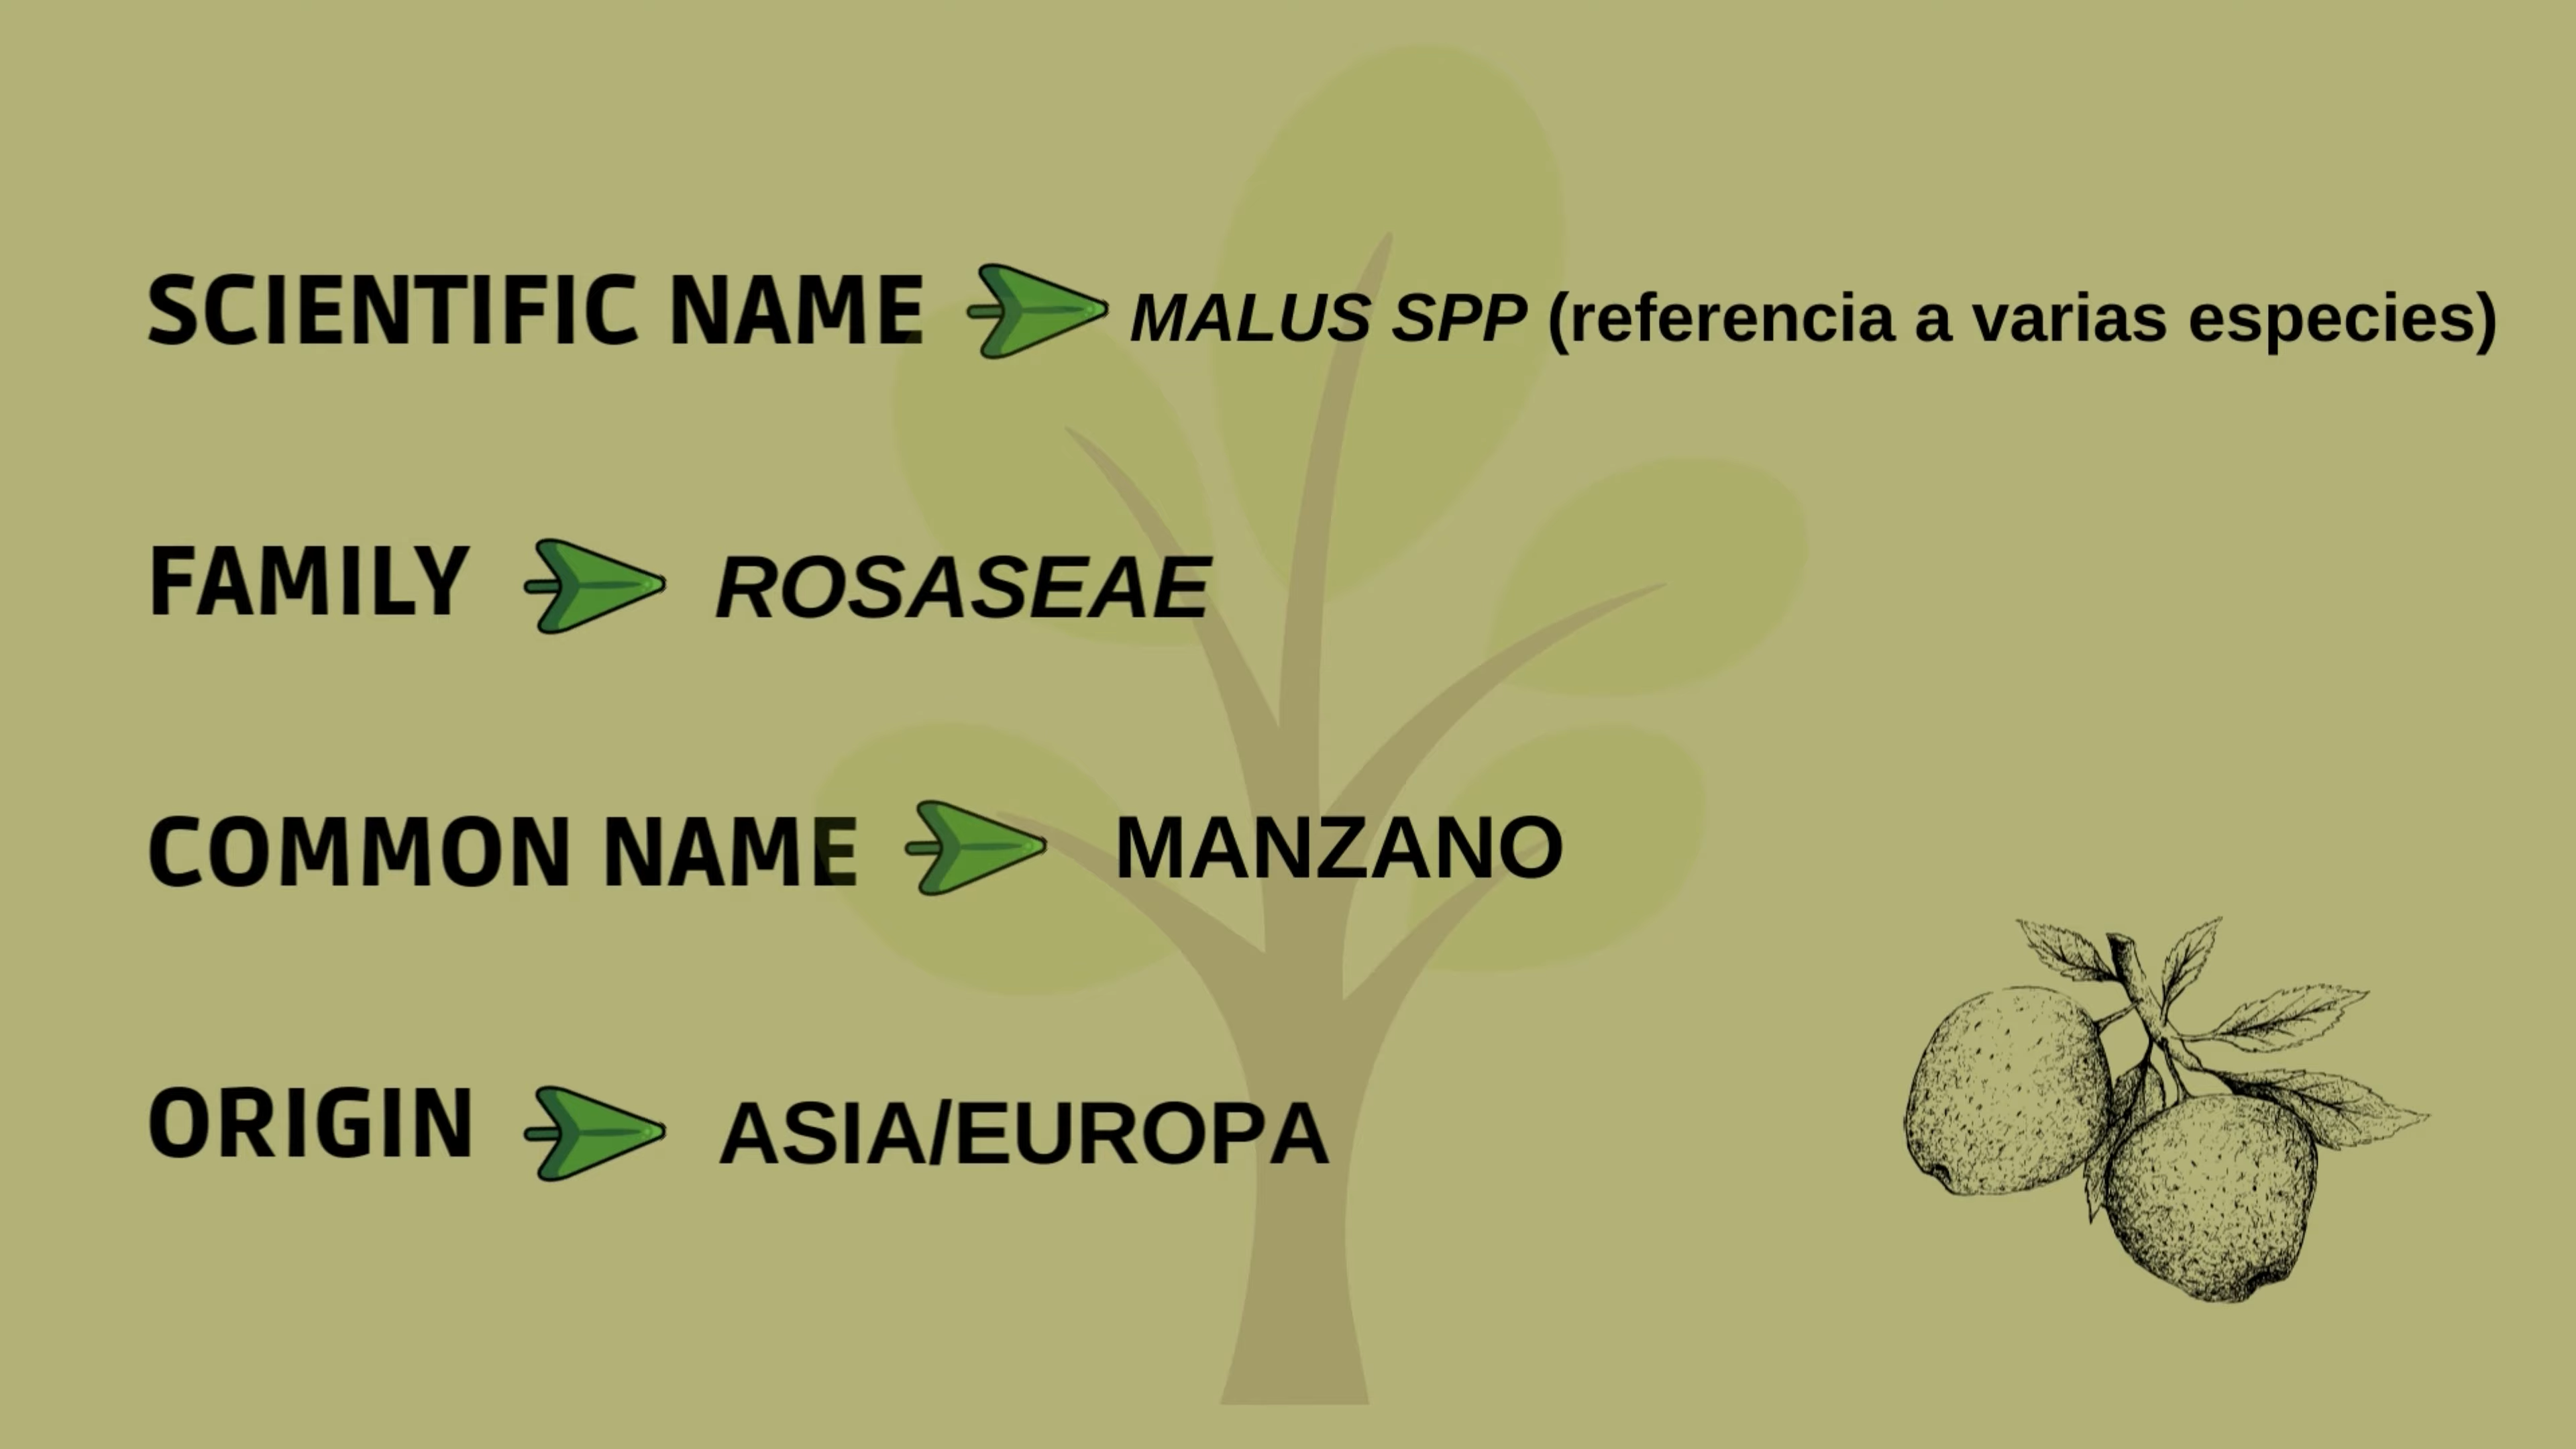 SCIENTIFIC NAME MALUS SPP (referencia a varias especies)
FAMILY ROSASEAE
COMMON NAME MANZANO
ORIGIN ASIA/EUROPA